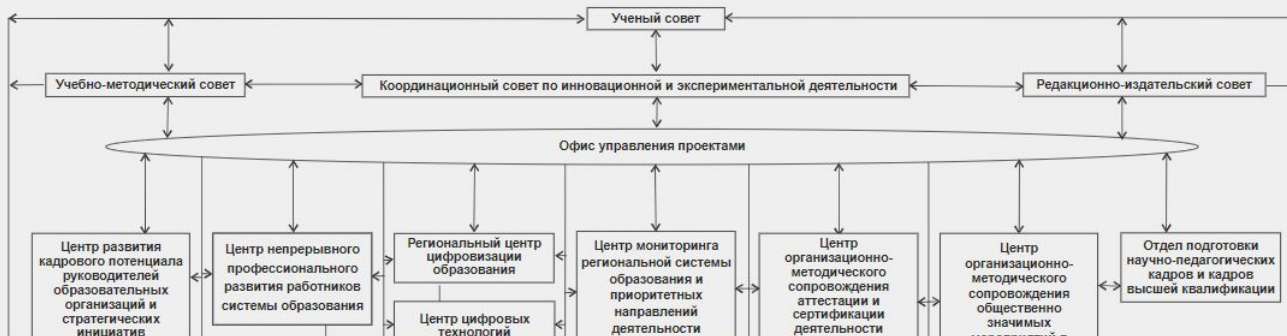 Ученый совет
Учебно-методический совет
Координационный совет по инновационной и экспериментальной деятельности
Редакционно-издательский совет
Офис управления проектами
Центр развития
кадрового потенциала
руководителей
образовательных
организаций и
стратегических
инициатив
Центр непрерывного
профессионального
развития работников
системы образования
Региональный центр
цифровизации
образования
Центр цифровых
технологий
Центр мониторинга
региональной системы
образования и
приоритетных
направлений
деятельности
Центр
организационно-
методического
сопровождения
аттестации и
сертификации
деятельности
Центр
организационно-
методического
сопровождения
общественно
значимых
Отдел подготовки
научно-педагогических
кадров и кадров
высшей квалификации